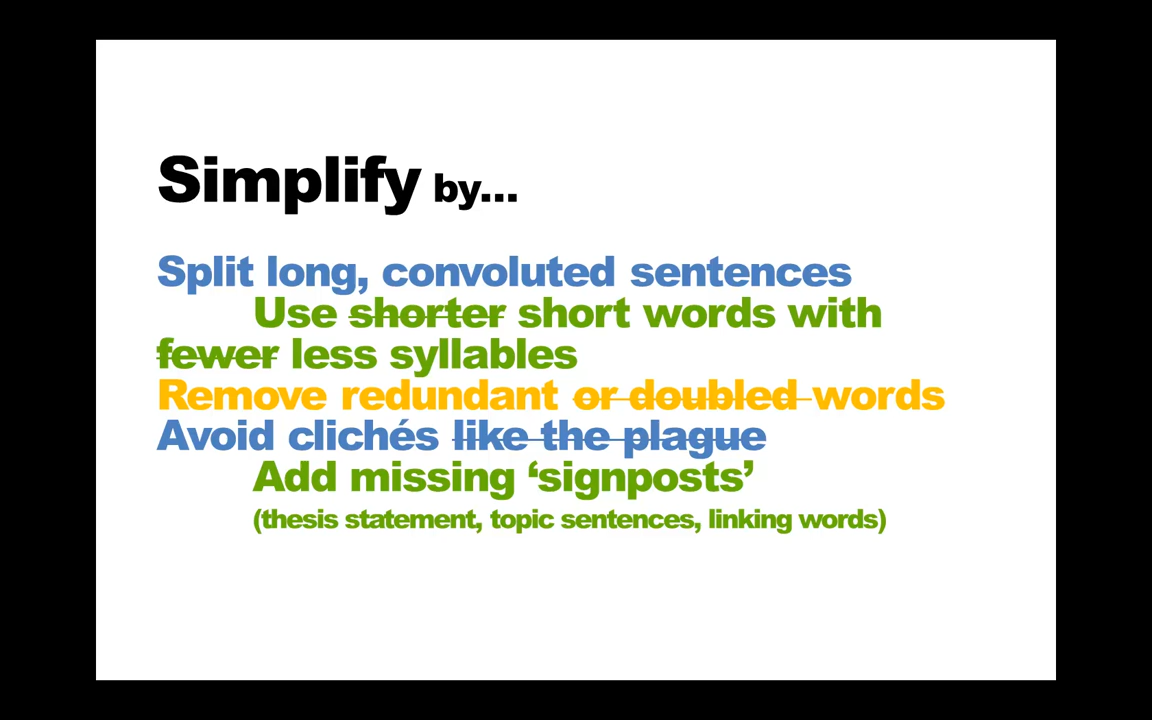 Simplify by...
Split long, convoluted sentences
Use shorter short words with
fewer less syllables
Remove redundant or doubled words
Avoid clichés like the plague
Add missing ‘signposts’
(thesis statement, topic sentences, linking words)